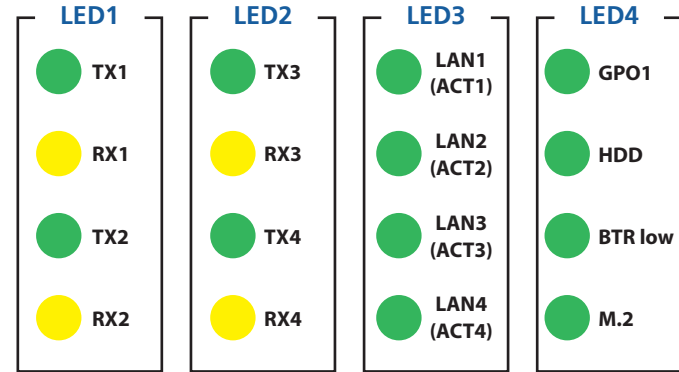 LED1
TX1
RX1
TX2
RX2
LED2
TX3
RX3
TX4
RX4
LED3
LAN1
(ACT1)
LAN2
(ACT2)
LAN3
(ACT3)
LAN4
(ACT4)
LED4
GPO1
HDD
BTR low
M.2